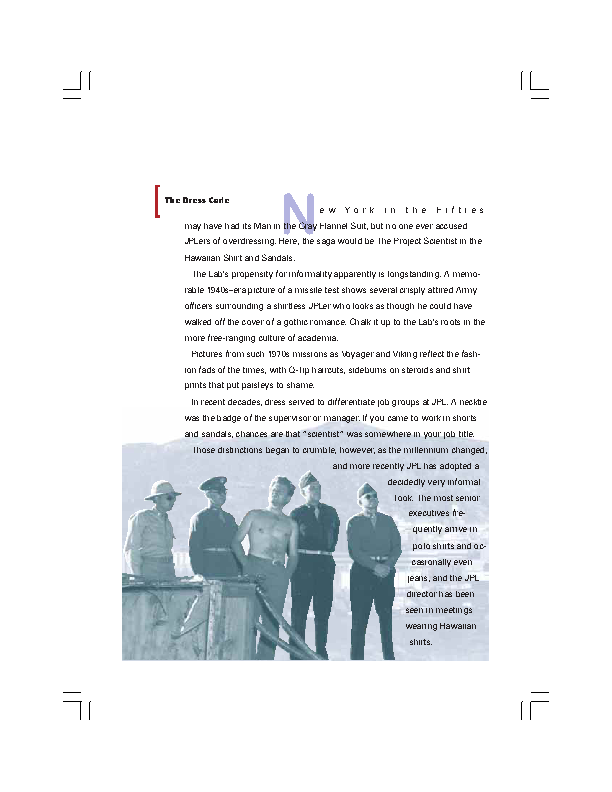 The Dress Code
New York in the Fifties
may have had its Man in the Gray Flannel Suit, but no one ever accused
JPLers of overdressing. Here, the saga would be The Project Scientist in the
Hawaiian Shirt and Sandals.
The Lab's propensity for informality apparently is longstanding. A memo-
rable 1940s–era picture of a missile test shows several crisply attired Army
officers surrounding a shirtless JPLer who looks as though he could have
walked off the cover of a gothic romance. Chalk it up to the Lab's roots in the
more free-ranging culture of academia.
Pictures from such 1970s missions as Voyager and Viking reflect the fash-
ion fads of the times, with Q-Tip haircuts, sideburns on steroids and shirt
prints that put paisleys to shame.
In recent decades, dress served to differentiate job groups at JPL. A necktie
was the badge of the supervisor or manager. If you came to work in shorts
and sandals, chances are that "scientist" was somewhere in your job title.
Those distinctions began to crumble, however, as the millennium changed,
and more recently JPL has adopted a
decidedly very informal
look. The most senior
executives fre-
quently arrive in
polo shirts and oc-
casionally even
jeans, and the JPL
director has been
seen in meetings
wearing Hawaiian
shirts.